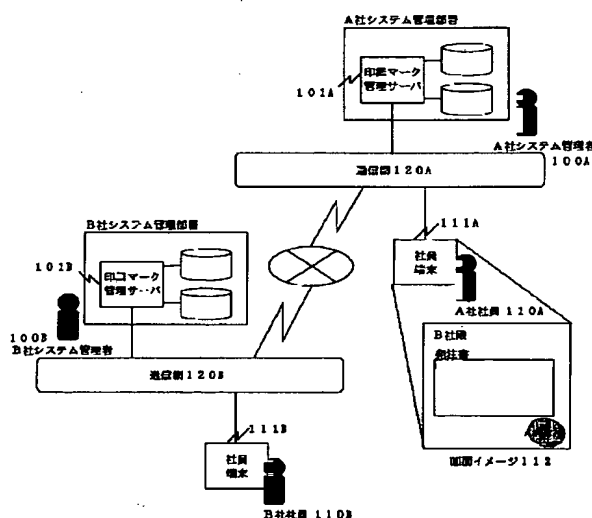 A社システム管理部署
101A
印鑑マーク
管理サーバ
A社システム管理者
100A
通信網120A
B社システム管理部署
111A
101B
印鑑マーク
管理サーバ
社員
端末
A社社員 110A
100B
B社システム管理者
B社殿
発注書
通信網120B
111B
社員
端末
画面イメージ112
B社社員 110B